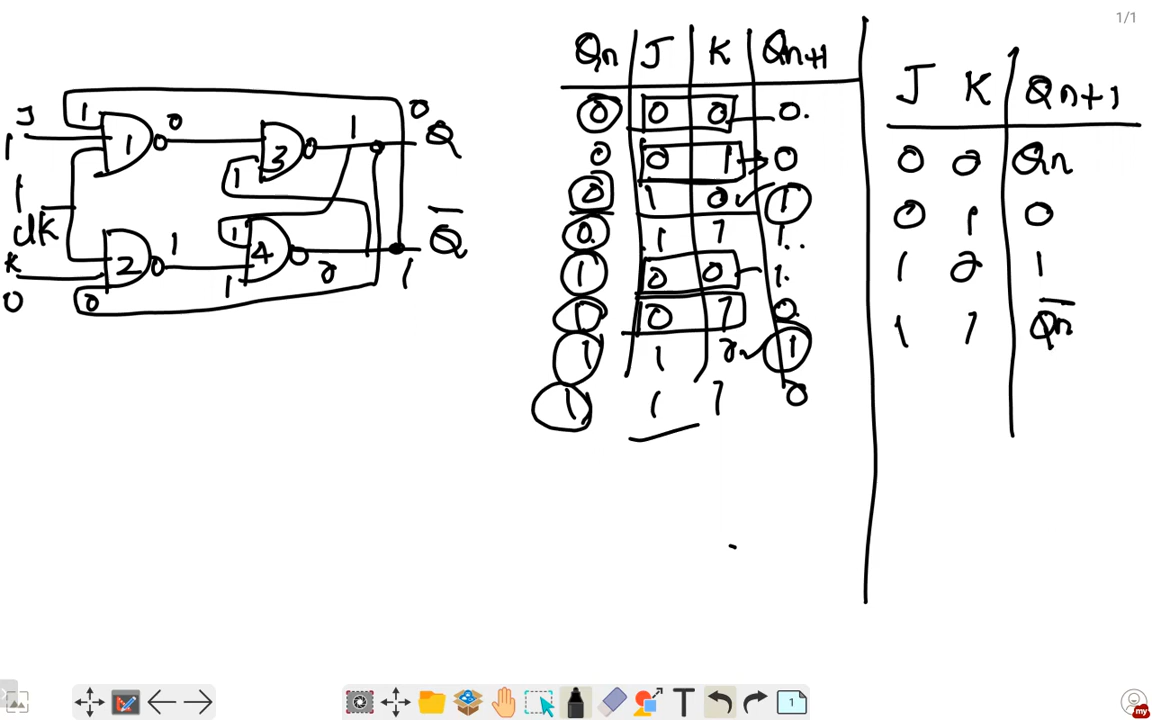 1/1
J 1 1 0 1 0 Q
1 3
1 1
clk
1 1
K 2 1 4 0 1 Q̅
0 0
Qn J K Qn+1
0 0 0 0.
0 0 1 0
0 1 0 1
0. 1 1 1..
1 0 0 1.
1 0 1 0.
1 1 0 1
1 1 1 0
J K Qn+1
0 0 Qn
0 1 0
1 0 1
1 1 Q̅n
T
1
my